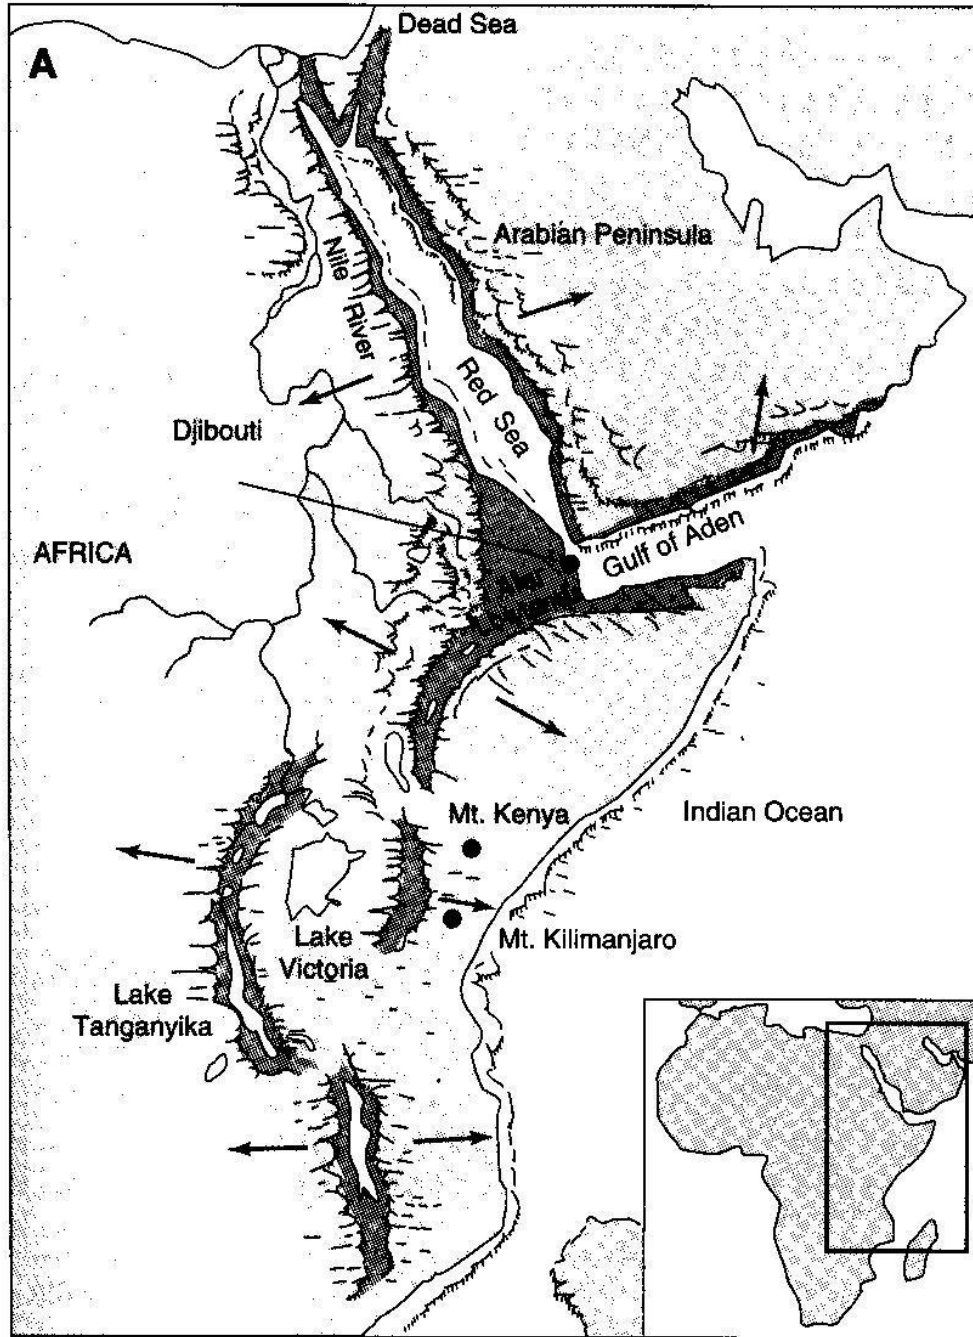 Dead Sea
A
Arabian Peninsula
Nile
River
Red Sea
Djibouti
AFRICA
Gulf of Aden
Afar
Mt. Kenya
Indian Ocean
Mt. Kilimanjaro
Lake
Victoria
Lake
Tanganyika